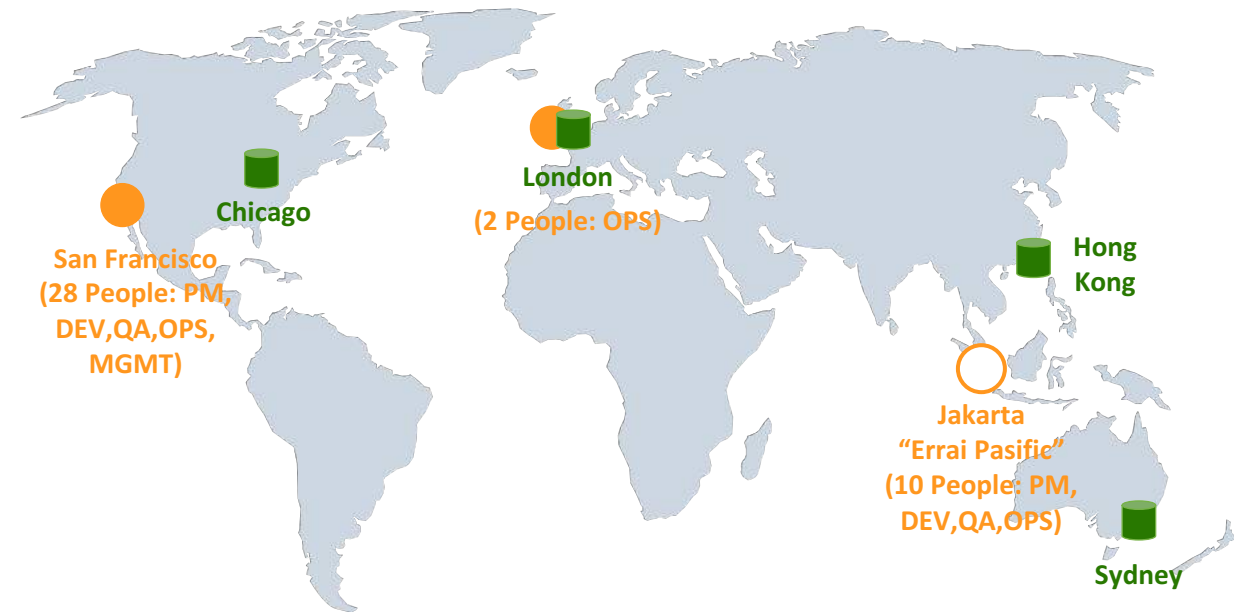 Chicago
San Francisco
(28 People: PM,
DEV,QA,OPS,
MGMT)
London
(2 People: OPS)
Hong
Kong
Jakarta
“Errai Pasific”
(10 People: PM,
DEV,QA,OPS)
Sydney